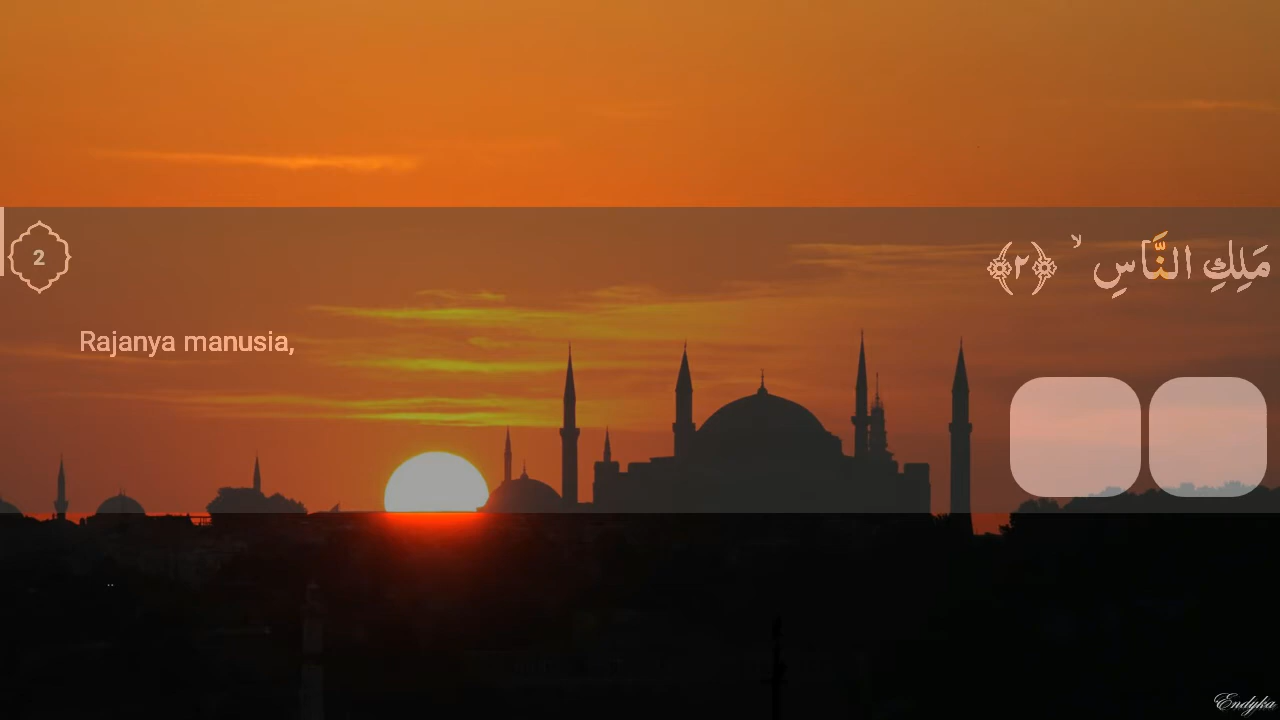 2
مَلِكِ النَّاسِ ۙ ﴿٢﴾
Rajanya manusia,
Endyka